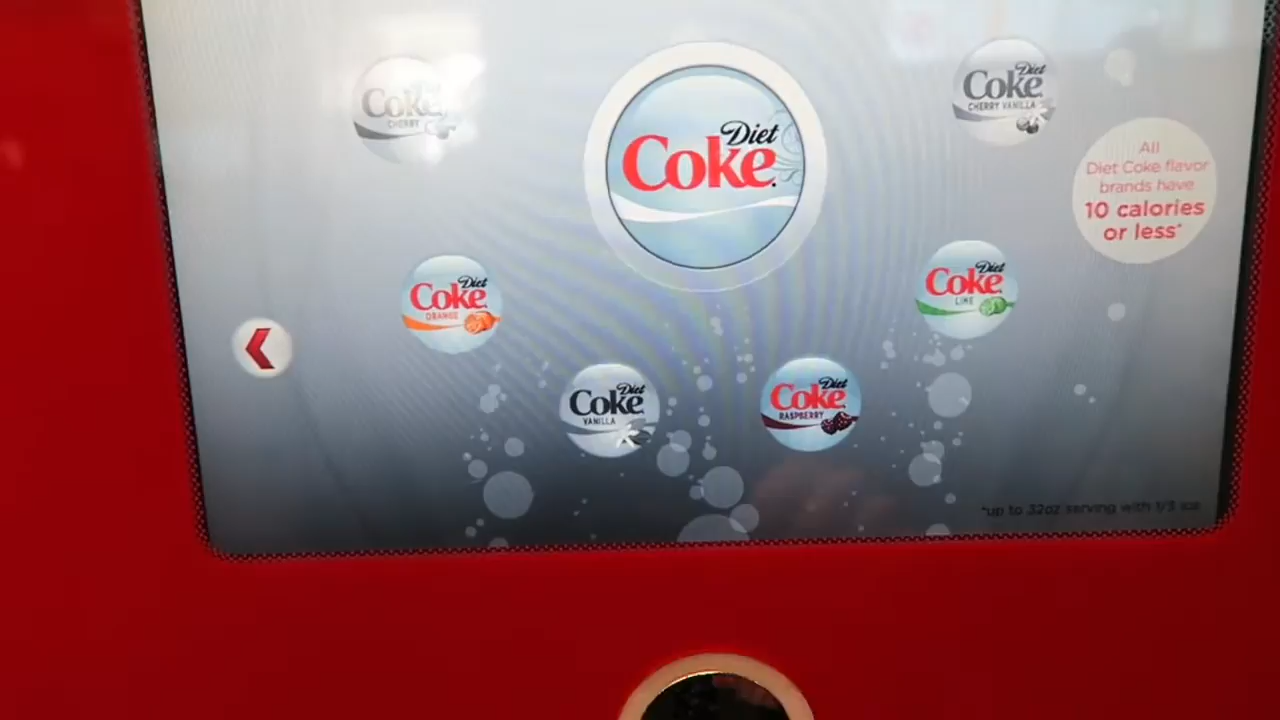 Diet
Coke
CHERRY VANILLA
Coke
CHERRY
Diet
Coke
All
Diet Coke flavor
brands have
10 calories
or less*
Diet
Coke
ORANGE
Diet
Coke
LIME
Diet
Coke
VANILLA
Diet
Coke
RASPBERRY
*up to 32oz serving with 1/3 ice